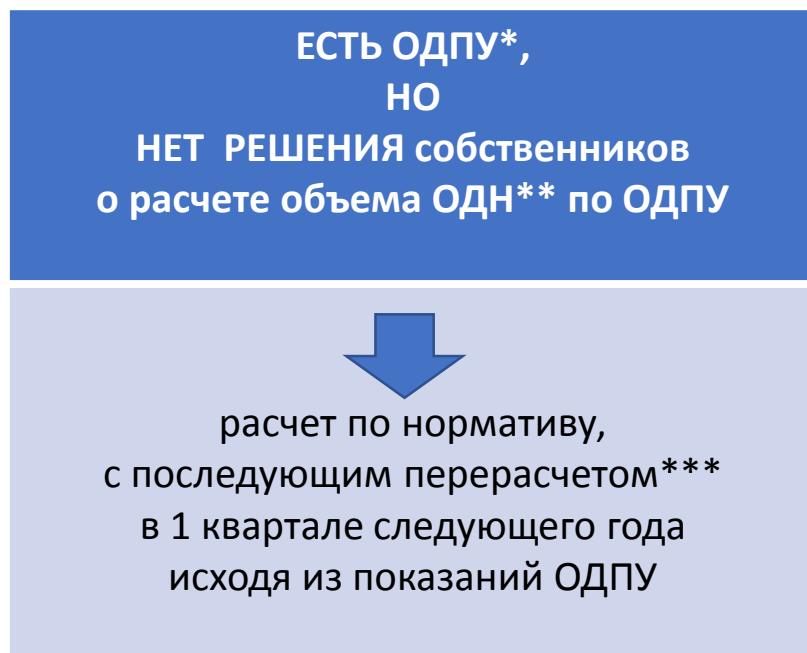 ЕСТЬ ОДПУ*,
НО
НЕТ РЕШЕНИЯ собственников
о расчете объема ОДН** по ОДПУ
расчет по нормативу,
с последующим перерасчетом***
в 1 квартале следующего года
исходя из показаний ОДПУ